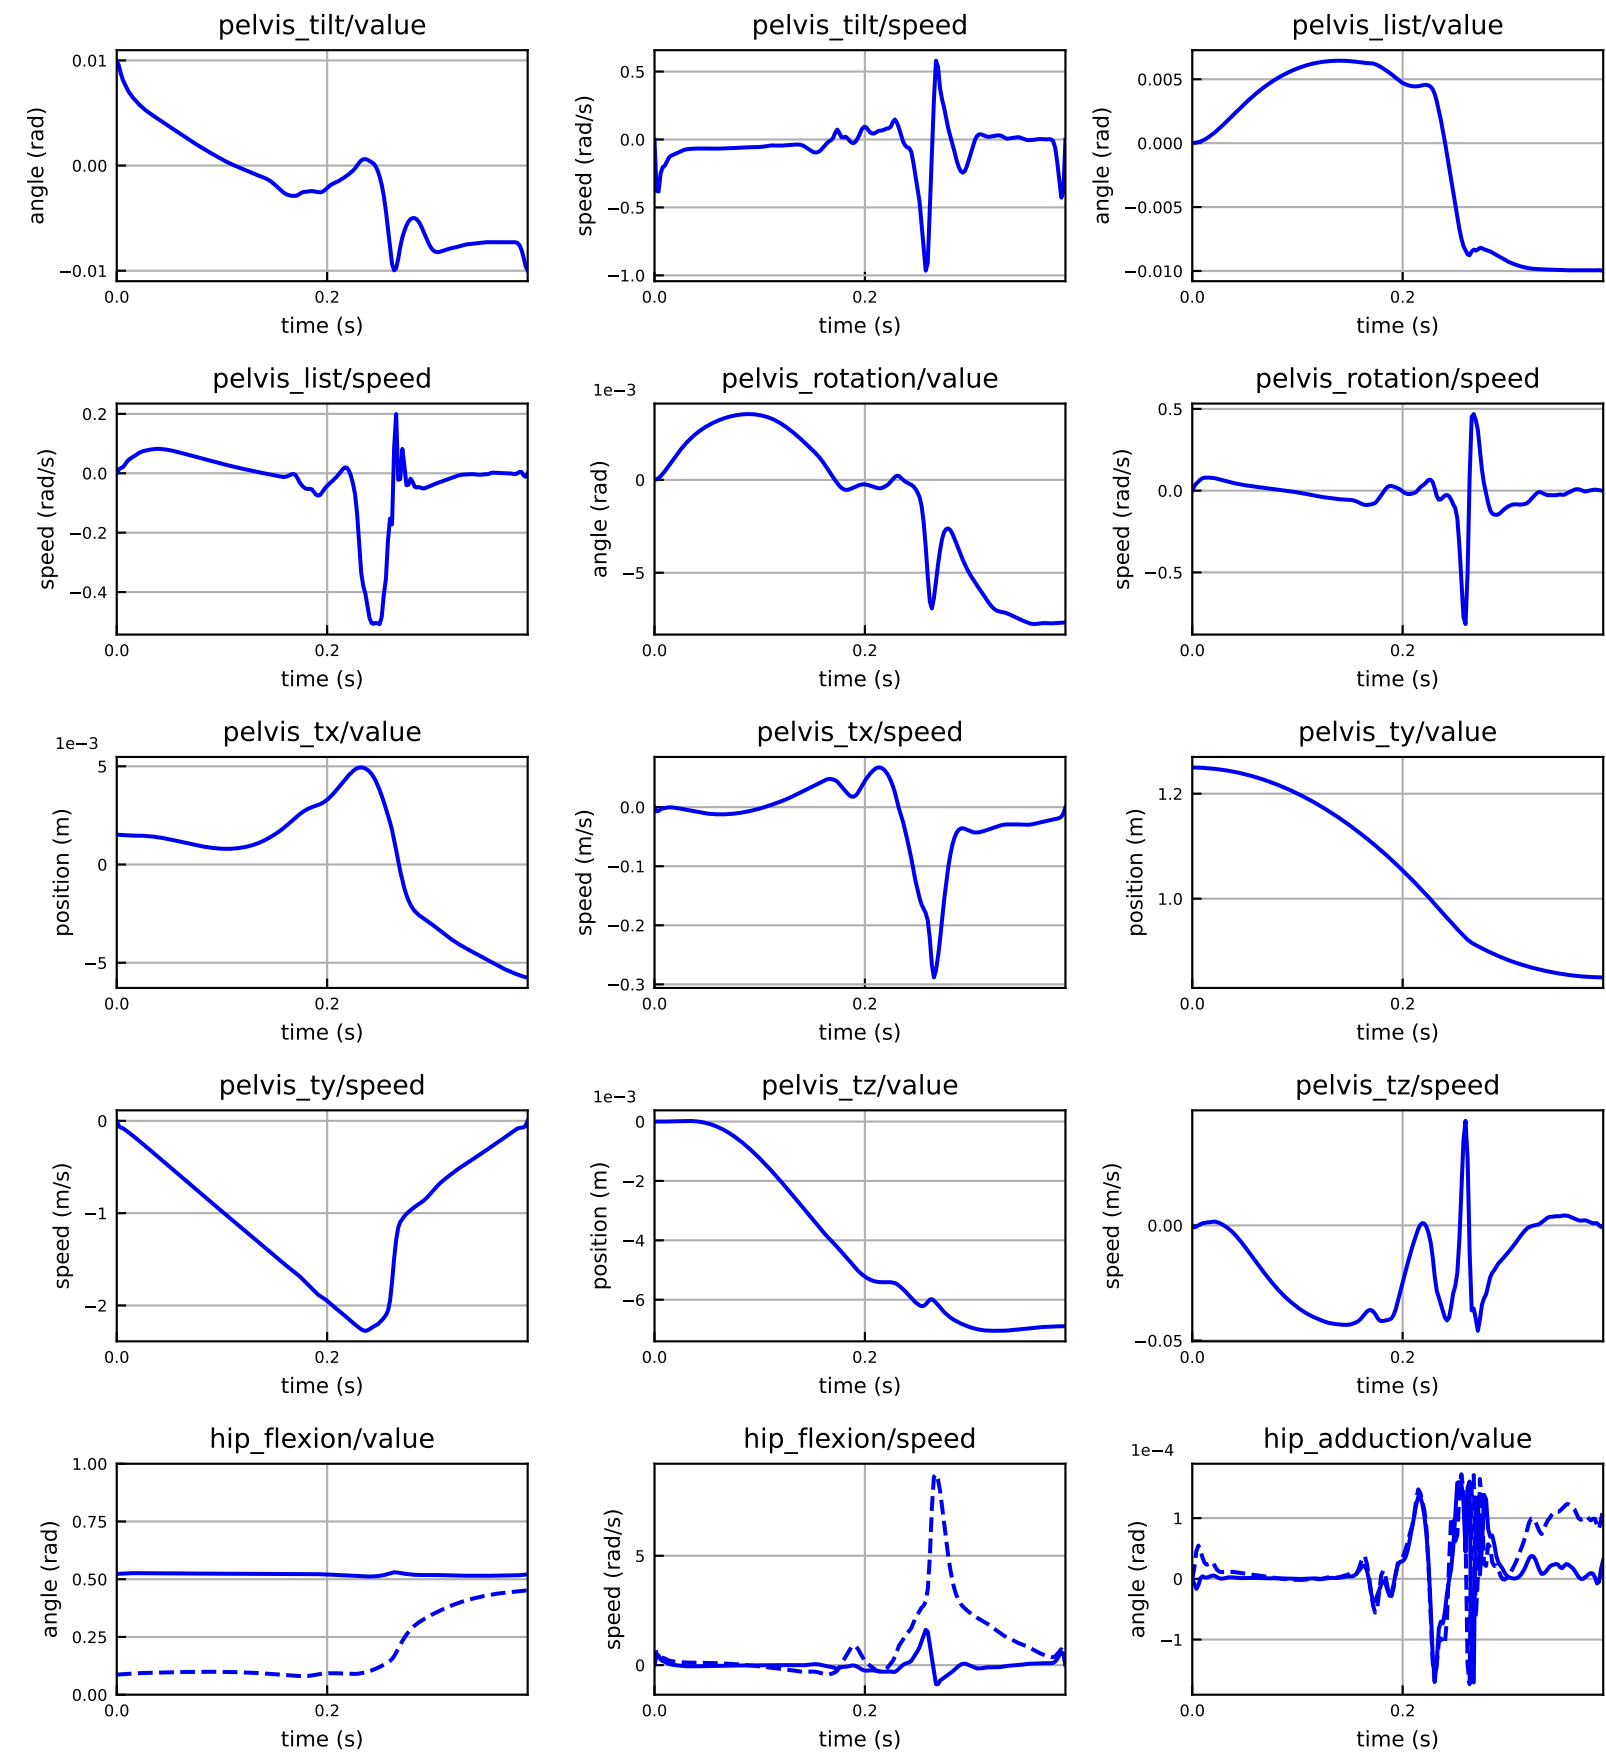 pelvis_tilt/value
pelvis_tilt/speed
pelvis_list/value
angle (rad)
0.01
0.00
−0.01
0.0
0.2
time (s)
speed (rad/s)
0.5
0.0
−0.5
−1.0
0.0
0.2
time (s)
angle (rad)
0.005
0.000
−0.005
−0.010
0.0
0.2
time (s)
pelvis_list/speed
pelvis_rotation/value
pelvis_rotation/speed
speed (rad/s)
0.2
0.0
−0.2
−0.4
0.0
0.2
time (s)
1e−3
angle (rad)
0
−5
0.0
0.2
time (s)
speed (rad/s)
0.5
0.0
−0.5
0.0
0.2
time (s)
pelvis_tx/value
pelvis_tx/speed
pelvis_ty/value
1e−3
position (m)
5
0
−5
0.0
0.2
time (s)
speed (m/s)
0.0
−0.1
−0.2
−0.3
0.0
0.2
time (s)
position (m)
1.2
1.0
0.0
0.2
time (s)
pelvis_ty/speed
pelvis_tz/value
pelvis_tz/speed
speed (m/s)
0
−1
−2
0.0
0.2
time (s)
1e−3
position (m)
0
−2
−4
−6
0.0
0.2
time (s)
speed (m/s)
0.00
−0.05
0.0
0.2
time (s)
hip_flexion/value
hip_flexion/speed
hip_adduction/value
angle (rad)
1.00
0.75
0.50
0.25
0.00
0.0
0.2
time (s)
speed (rad/s)
5
0
0.0
0.2
time (s)
1e−4
angle (rad)
1
0
−1
0.0
0.2
time (s)